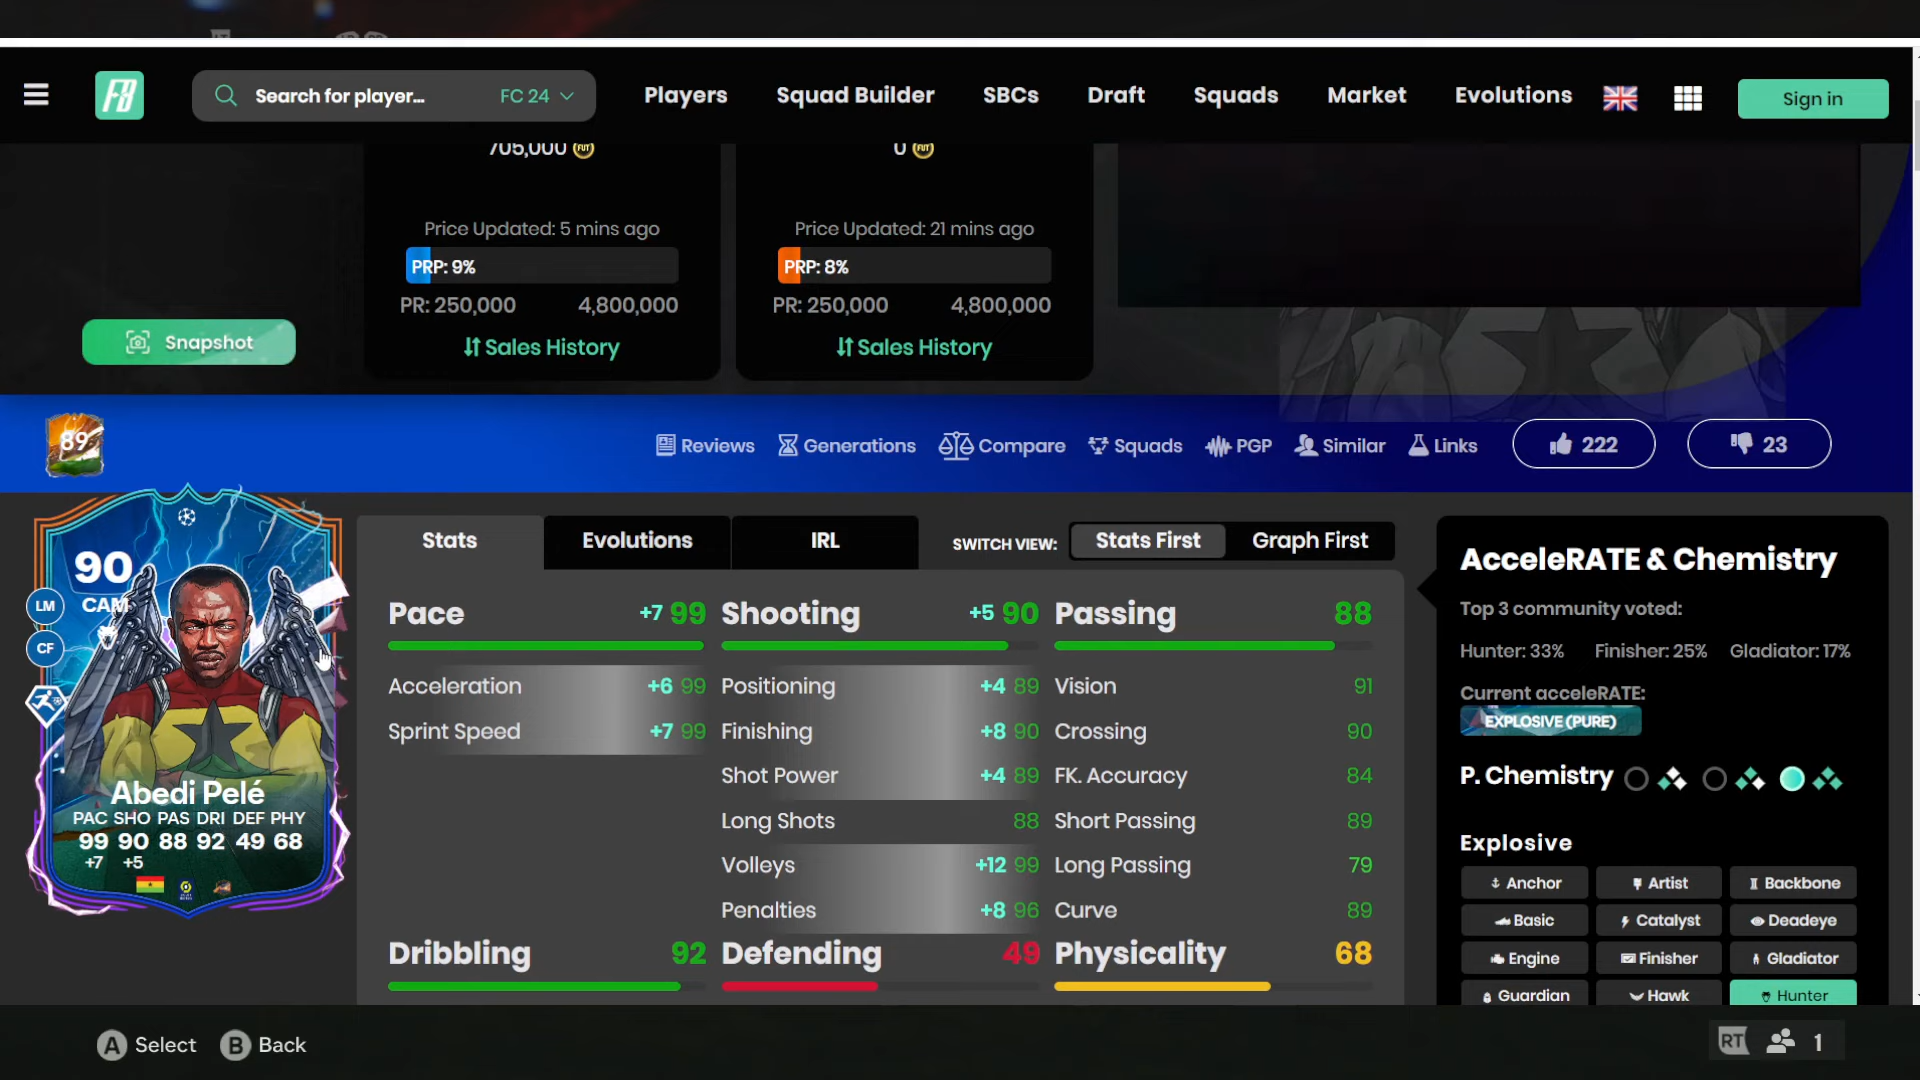 F8
Search for player...
FC 24
Players
Squad Builder
SBCs
Draft
Squads
Market
Evolutions
Sign in
705,000
0
Price Updated: 5 mins ago
Price Updated: 21 mins ago
PRP: 9%
PRP: 8%
PR: 250,000 4,800,000
PR: 250,000 4,800,000
Sales History
Sales History
Snapshot
89
Reviews
Generations
Compare
Squads
PGP
Similar
Links
222
23
90
CAM
LM
CF
Abedi Pelé
PAC SHO PAS DRI DEF PHY
99 90 88 92 49 68
+7 +5
Stats
Evolutions
IRL
SWITCH VIEW:
Stats First
Graph First
Pace +7 99
Acceleration +6 99
Sprint Speed +7 99
Shooting +5 90
Positioning +4 89
Finishing +8 90
Shot Power +4 89
Long Shots 88
Volleys +12 99
Penalties +8 96
Passing 88
Vision 91
Crossing 90
FK. Accuracy 84
Short Passing 89
Long Passing 79
Curve 89
Dribbling 92
Defending 49
Physicality 68
AcceleRATE & Chemistry
Top 3 community voted:
Hunter: 33% Finisher: 25% Gladiator: 17%
Current acceleRATE:
EXPLOSIVE (PURE)
P. Chemistry
Explosive
Anchor
Artist
Backbone
Basic
Catalyst
Deadeye
Engine
Finisher
Gladiator
Guardian
Hawk
Hunter
A Select
B Back
RT
1